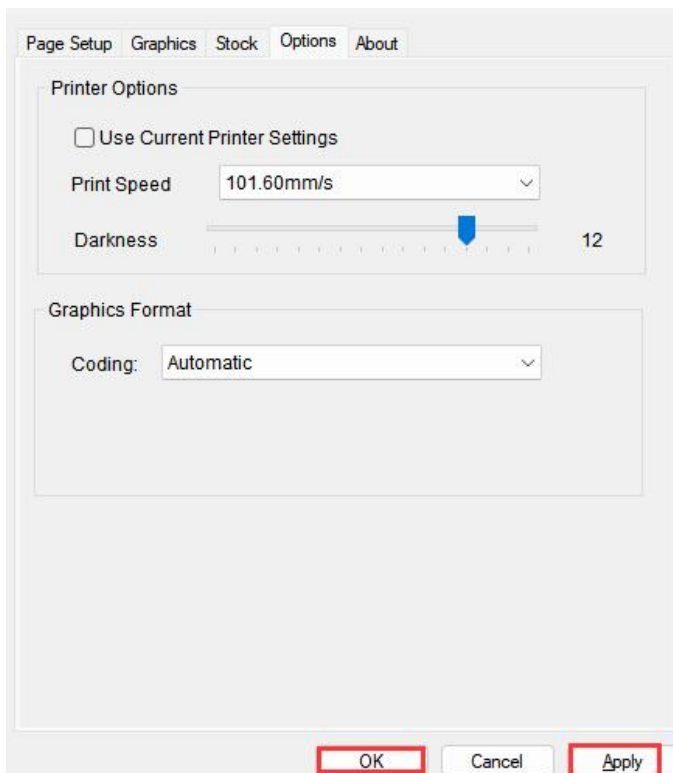 Page Setup Graphics Stock Options About
Printer Options
Use Current Printer Settings
Print Speed 101.60mm/s
Darkness 12
Graphics Format
Coding: Automatic
OK Cancel Apply